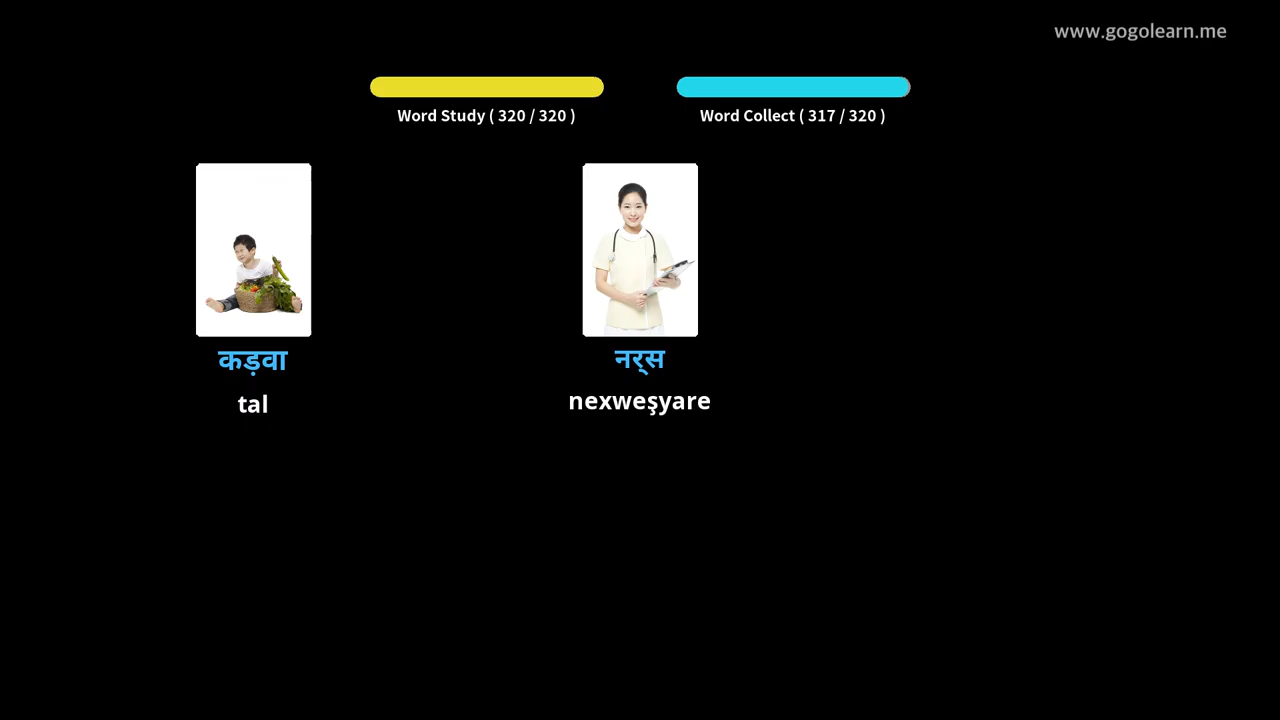 www.gogolearn.me
Word Study ( 320 / 320 )
Word Collect ( 317 / 320 )
कड़वा
tal
नर्स
nexweşyare